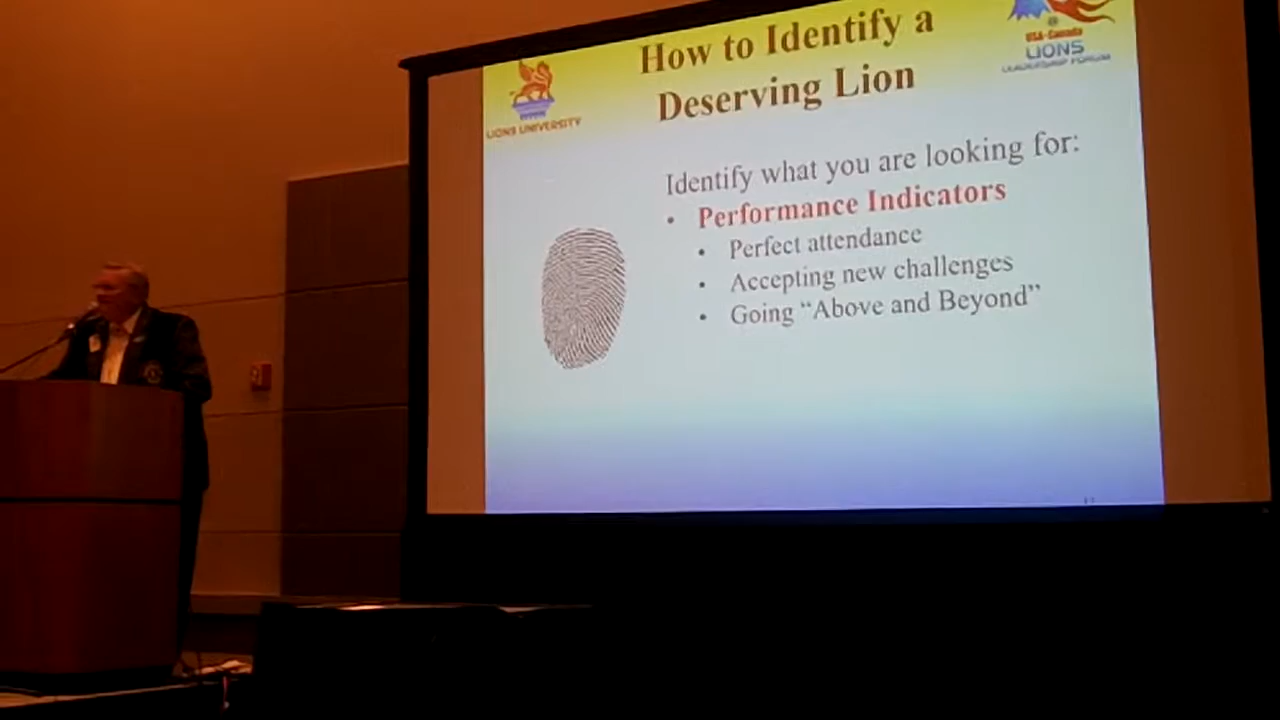 How to Identify a
Deserving Lion
LIONS UNIVERSITY
@
USA-Canada
LIONS
LEADERSHIP FORUM
Identify what you are looking for:
• Performance Indicators
• Perfect attendance
• Accepting new challenges
• Going “Above and Beyond”